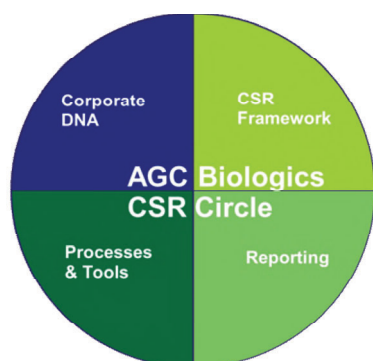 Corporate
DNA
CSR
Framework
AGC Biologics
CSR Circle
Processes
& Tools
Reporting